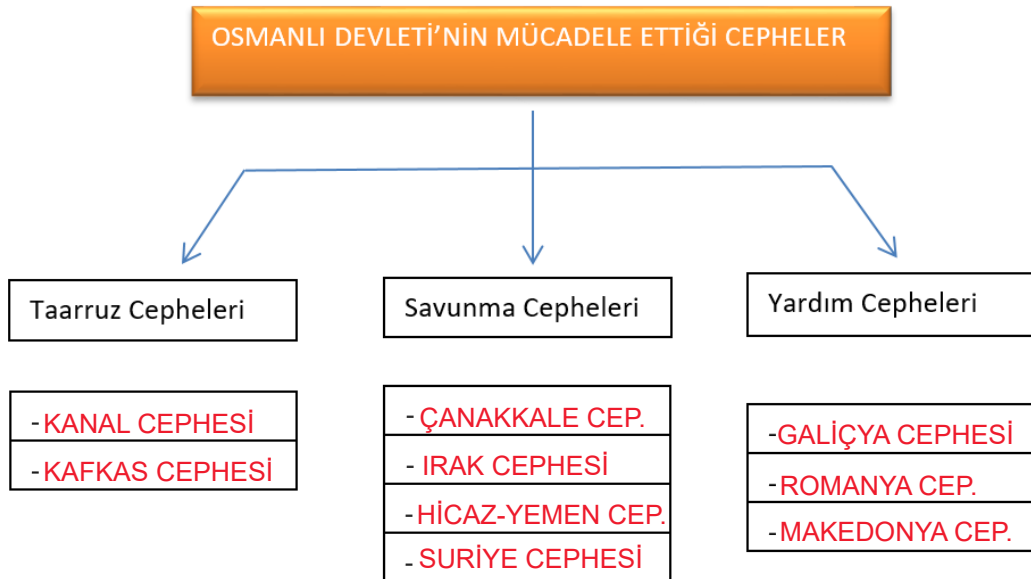 OSMANLI DEVLETİ'NİN MÜCADELE ETTİĞİ CEPHELER
Taarruz Cepheleri
-KANAL CEPHESİ
-KAFKAS CEPHESİ
Savunma Cepheleri
-ÇANAKKALE CEP.
- IRAK CEPHESİ
-HİCAZ-YEMEN CEP.
- SURİYE CEPHESİ
Yardım Cepheleri
-GALİÇYA CEPHESİ
-ROMANYA CEP.
-MAKEDONYA CEP.